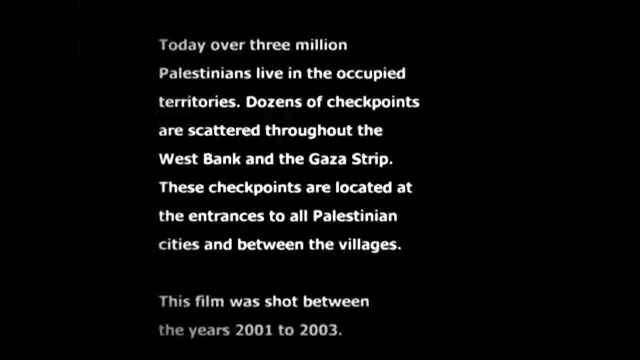 Today over three million
Palestinians live in the occupied
territories. Dozens of checkpoints
are scattered throughout the
West Bank and the Gaza Strip.
These checkpoints are located at
the entrances to all Palestinian
cities and between the villages.
This film was shot between
the years 2001 to 2003.